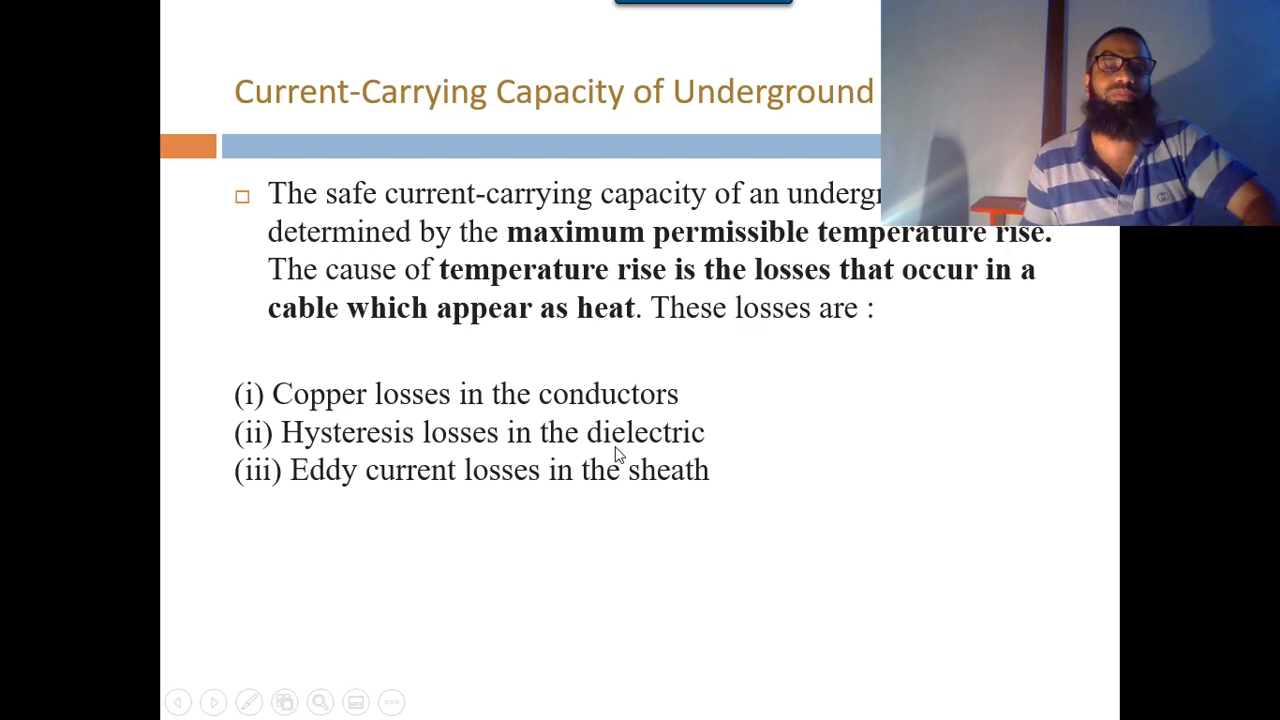 Current-Carrying Capacity of Underground
The safe current-carrying capacity of an
determined by the maximum permissible temperature rise.
The cause of temperature rise is the losses that occur in a
cable which appear as heat. These losses are :
(i) Copper losses in the conductors
(ii) Hysteresis losses in the dielectric
(iii) Eddy current losses in the sheath